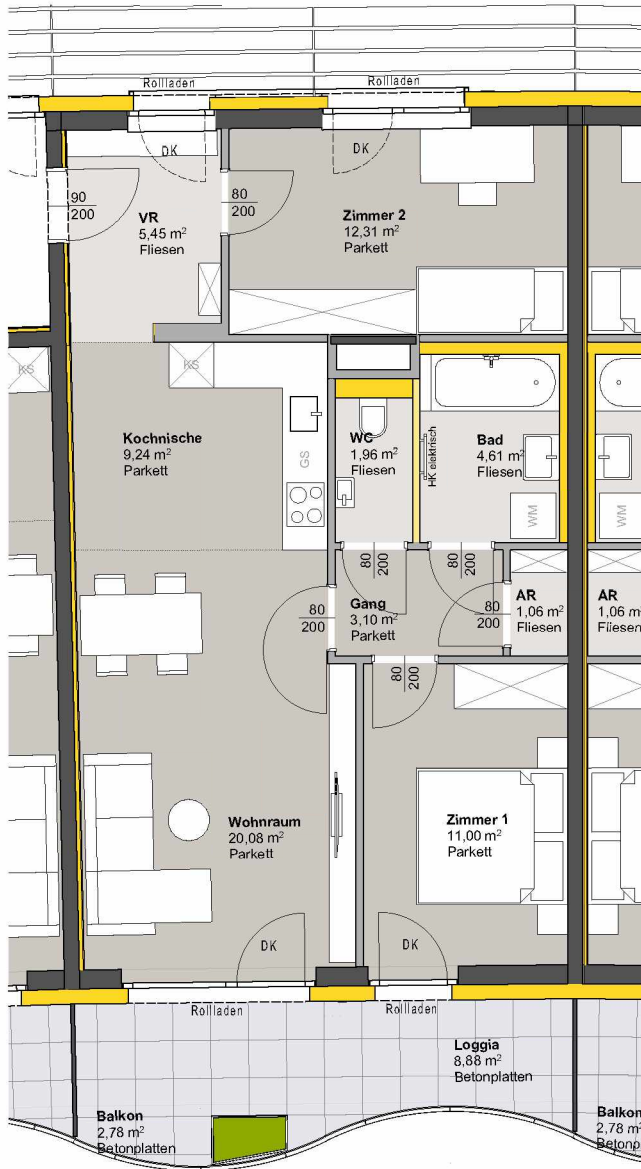 Rollladen
Rollladen
DK
DK
90
200
VR
5,45 m²
Fliesen
80
200
Zimmer 2
12,31 m²
Parkett
KS
KS
Kochnische
9,24 m²
Parkett
GS
WC
1,96 m²
Fliesen
HK elektrisch
Bad
4,61 m²
Fliesen
WM
WM
80
200
80
200
Gang
3,10 m²
Parkett
80
200
80
200
AR
1,06 m²
Fliesen
AR
1,06 m
Fliesen
80
200
Wohnraum
20,08 m²
Parkett
Zimmer 1
11,00 m²
Parkett
DK
DK
Rollladen
Rollladen
Loggia
8,88 m²
Betonplatten
Balkon
2,78 m²
Betonplatten
Balkon
2,78 m
Betonp